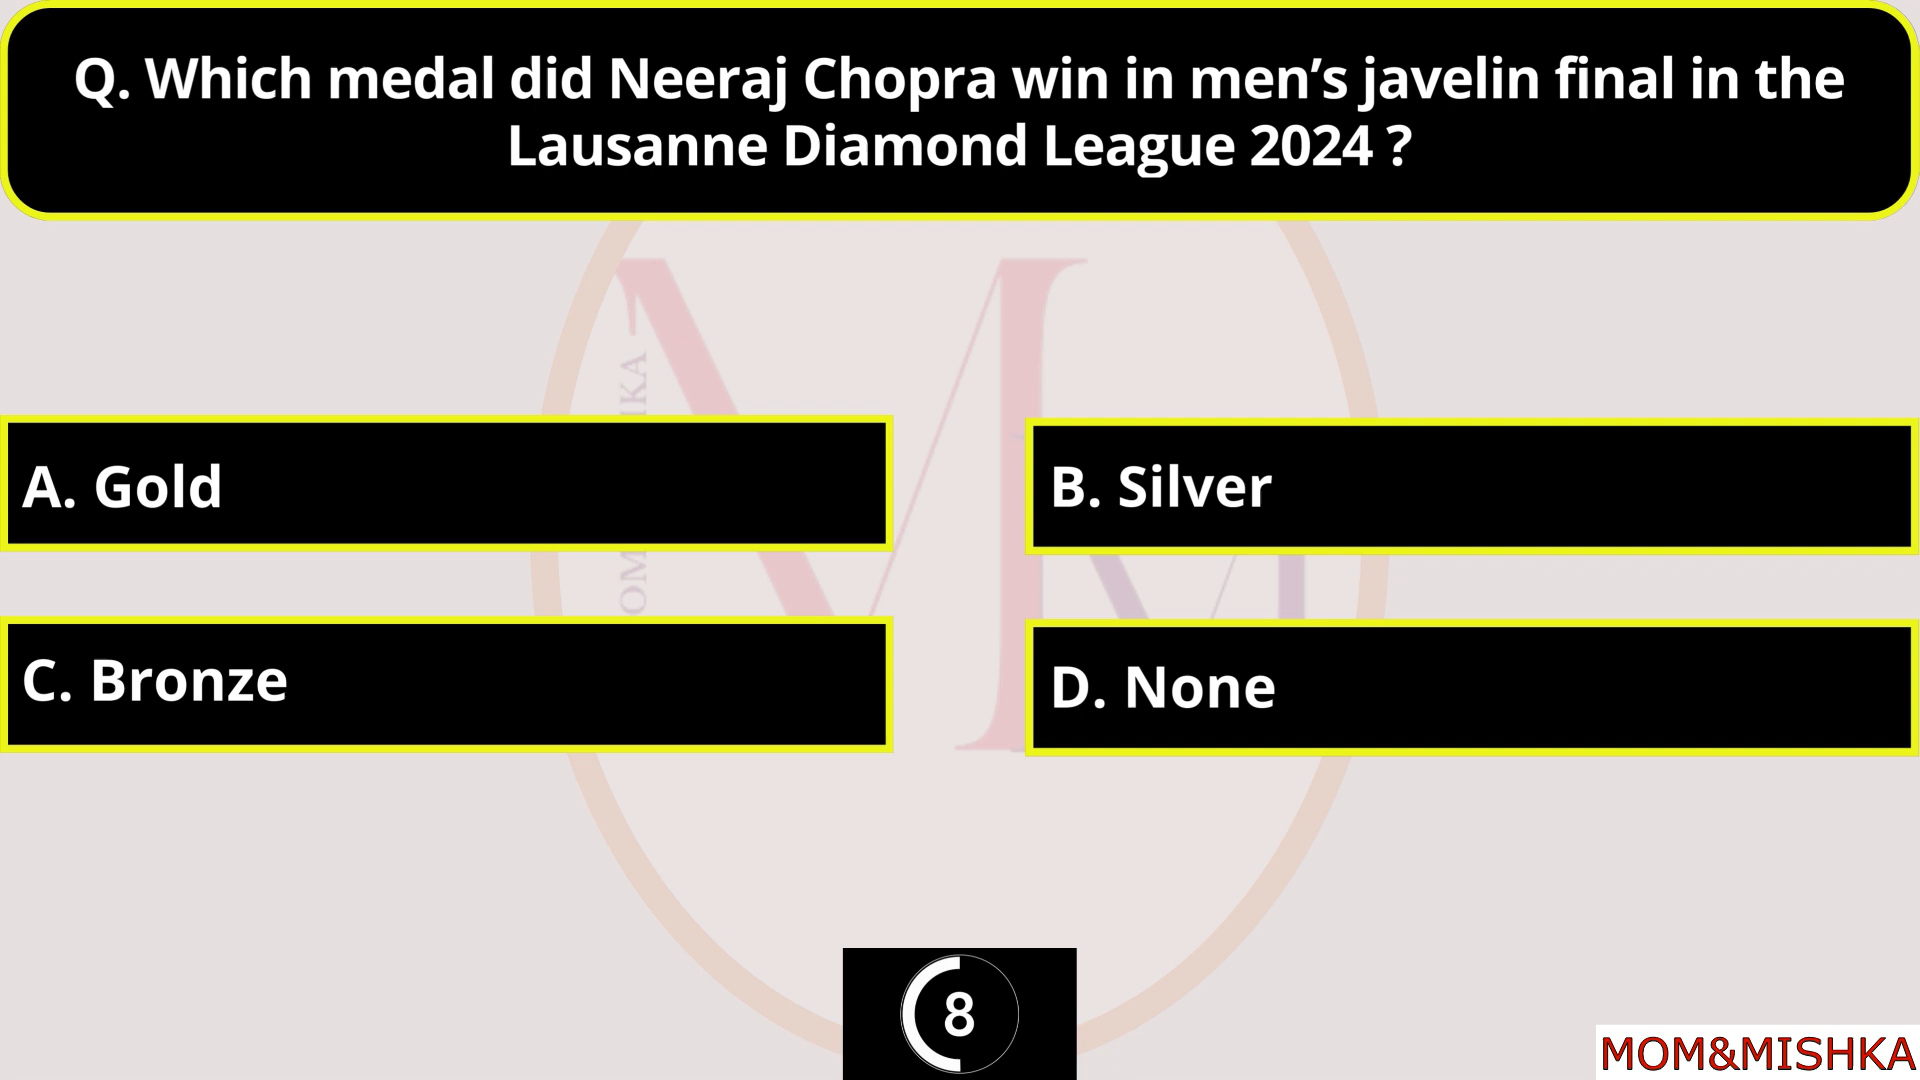 Q. Which medal did Neeraj Chopra win in men’s javelin final in the
Lausanne Diamond League 2024 ?
A. Gold
B. Silver
C. Bronze
D. None
8
MOM&MISHKA